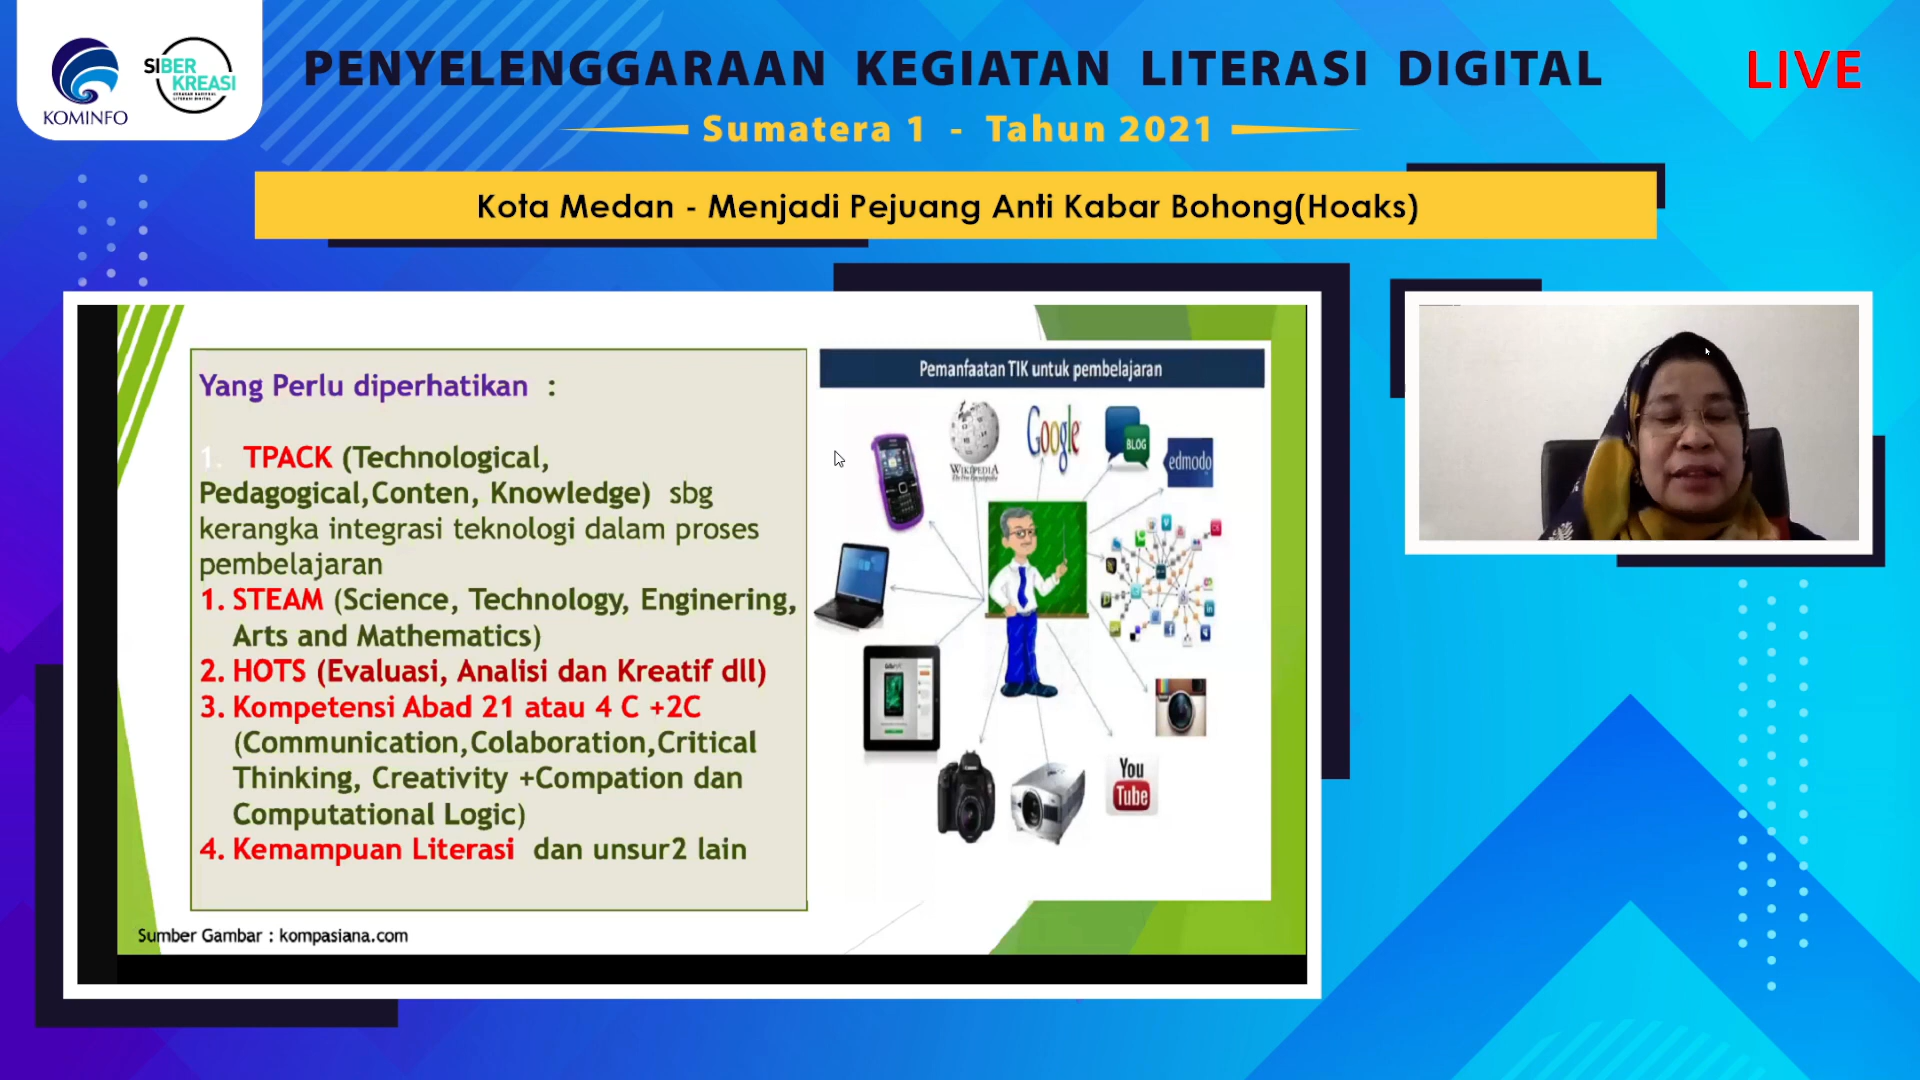 KOMINFO
SIBER
KREASI
PENYELENGGARAAN KEGIATAN LITERASI DIGITAL
LIVE
Sumatera 1 - Tahun 2021
Kota Medan - Menjadi Pejuang Anti Kabar Bohong(Hoaks)
Yang Perlu diperhatikan :
1. TPACK (Technological,
Pedagogical,Conten, Knowledge) sbg
kerangka integrasi teknologi dalam proses
pembelajaran
1. STEAM (Science, Technology, Enginering,
Arts and Mathematics)
2. HOTS (Evaluasi, Analisi dan Kreatif dll)
3. Kompetensi Abad 21 atau 4 C +2C
(Communication,Colaboration,Critical
Thinking, Creativity +Compation dan
Computational Logic)
4. Kemampuan Literasi dan unsur2 lain
Sumber Gambar : kompasiana.com
Pemanfaatan TIK untuk pembelajaran
WIKIPEDIA
Google
BLOG
edmodo
You
Tube